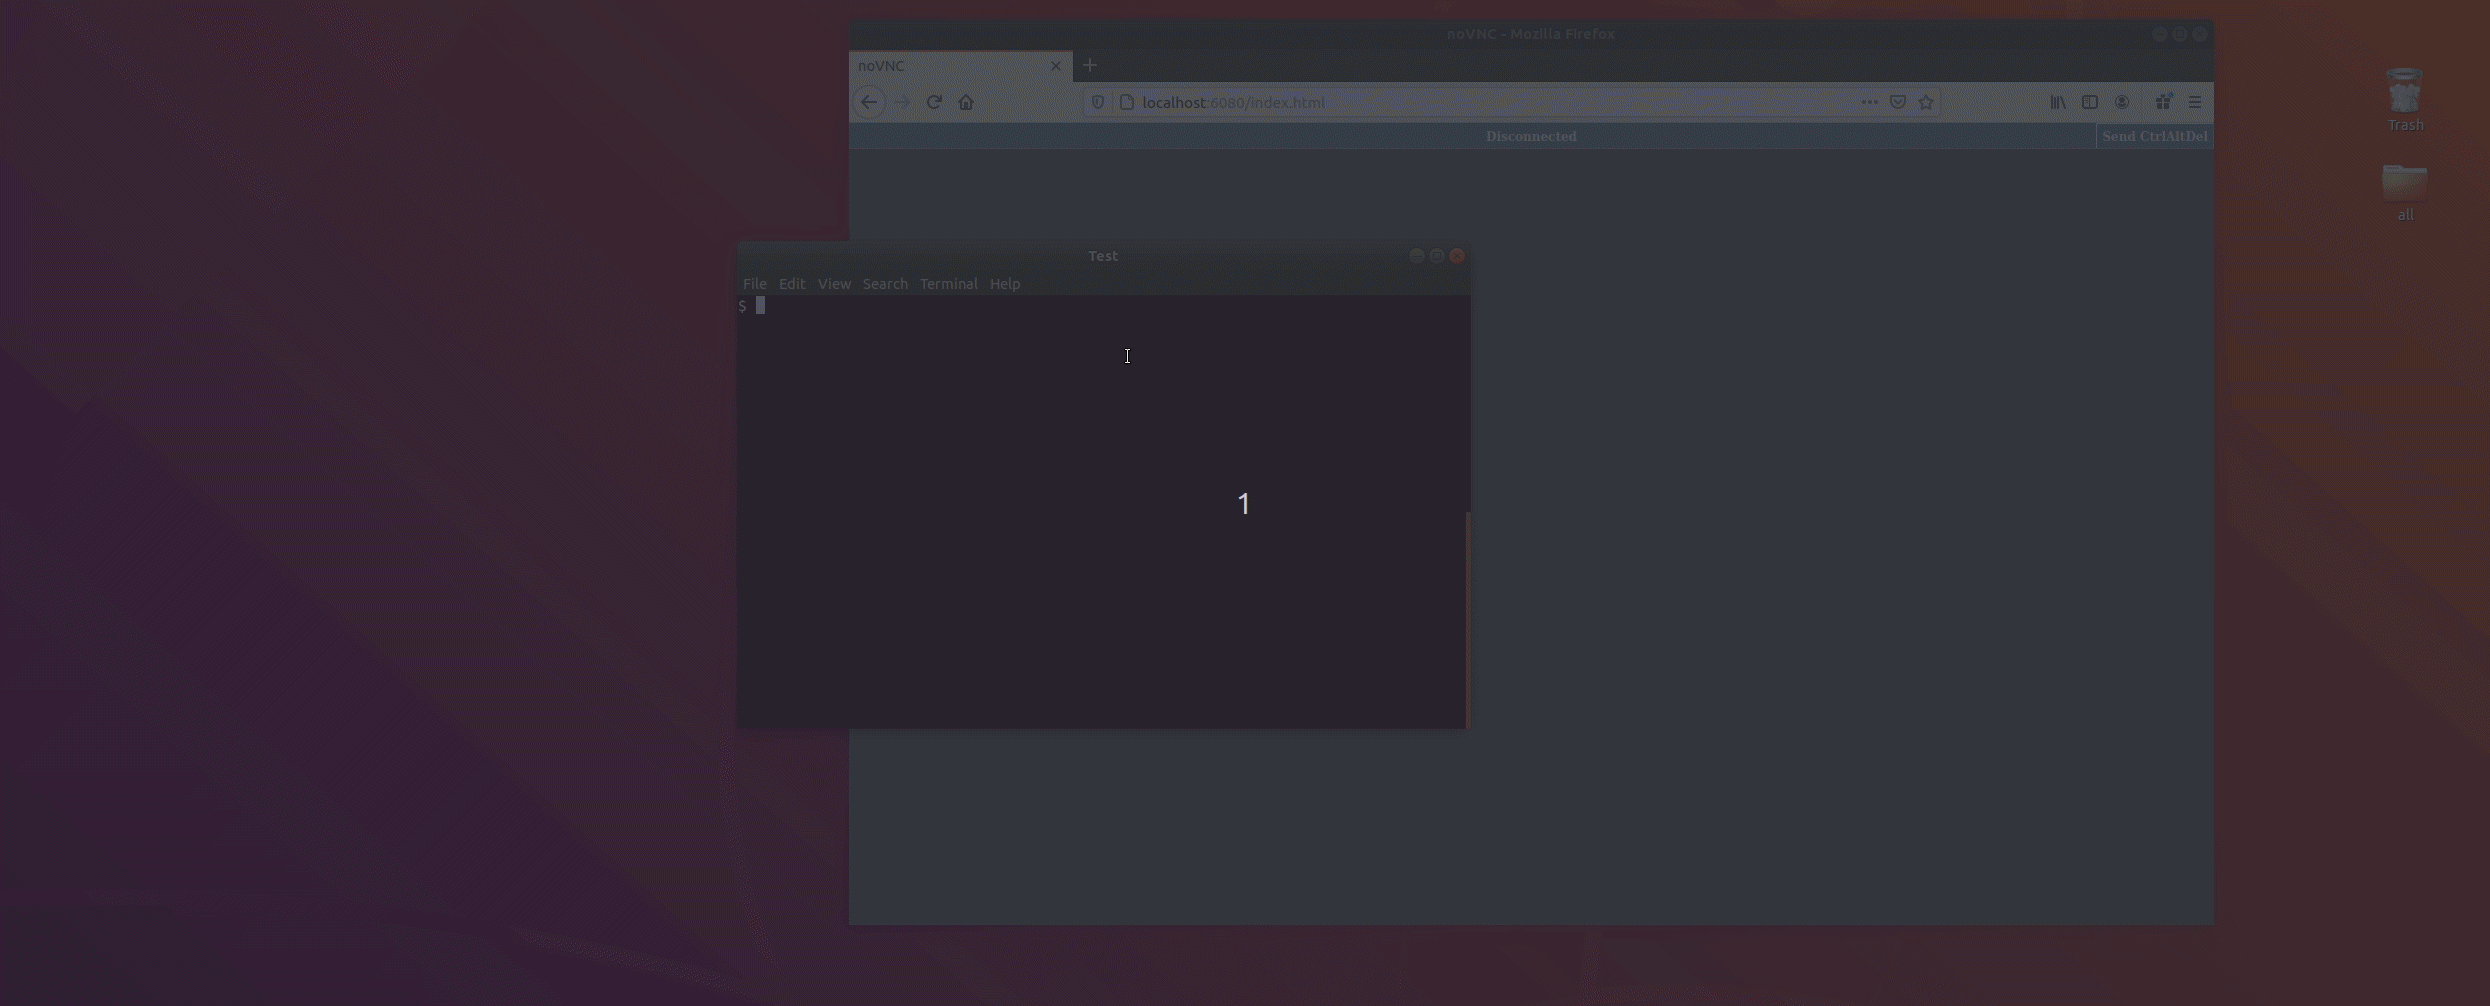 noVNC - Mozilla Firefox
noVNC
localhost:6080/index.html
Disconnected
Send CtrlAltDel
Trash
all
Test
File Edit View Search Terminal Help
$
1